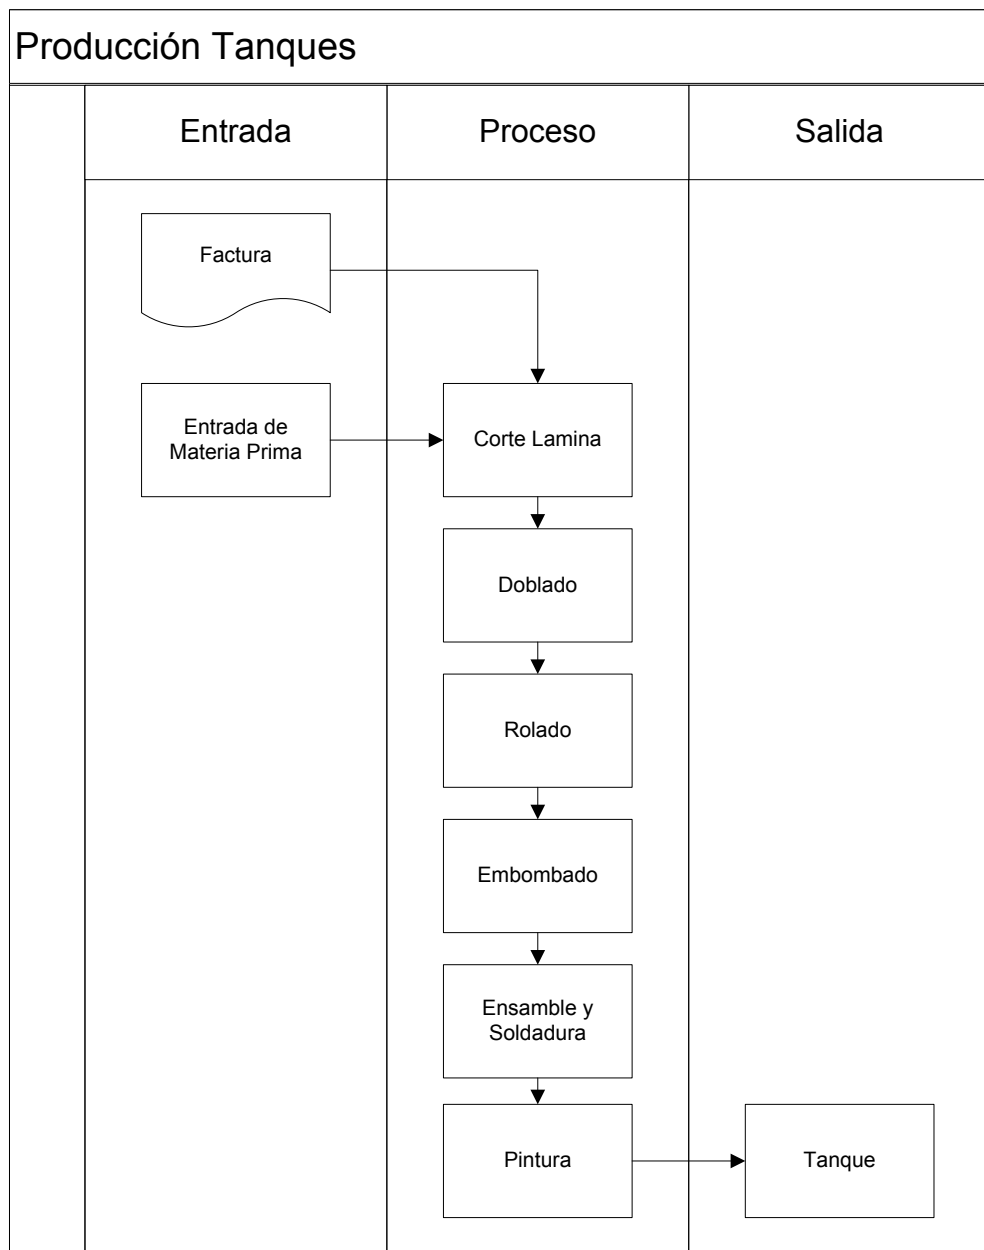 Producción Tanques
Entrada
Proceso
Salida
Factura
Entrada de
Materia Prima
Corte Lamina
Doblado
Rolado
Embombado
Ensamble y
Soldadura
Pintura
Tanque